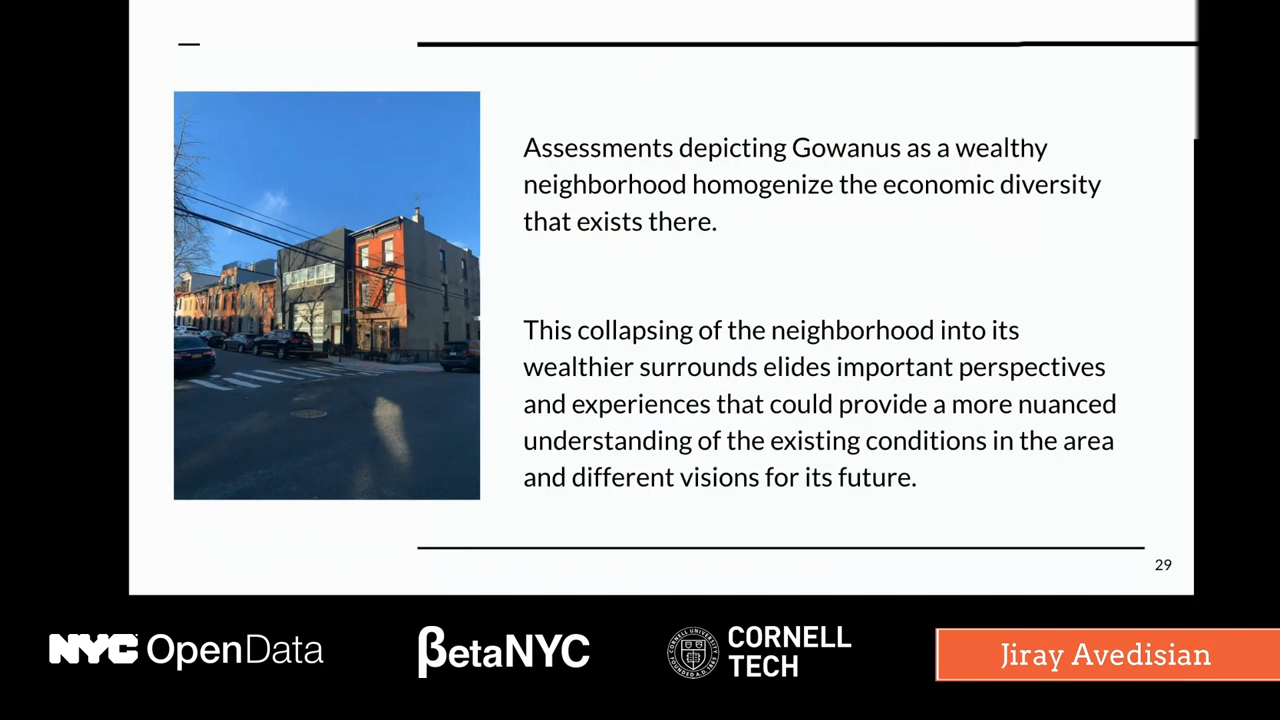 Assessments depicting Gowanus as a wealthy
neighborhood homogenize the economic diversity
that exists there.
This collapsing of the neighborhood into its
wealthier surrounds elides important perspectives
and experiences that could provide a more nuanced
understanding of the existing conditions in the area
and different visions for its future.
29
NYC OpenData
βetaNYC
CORNELL
TECH
Jiray Avedisian